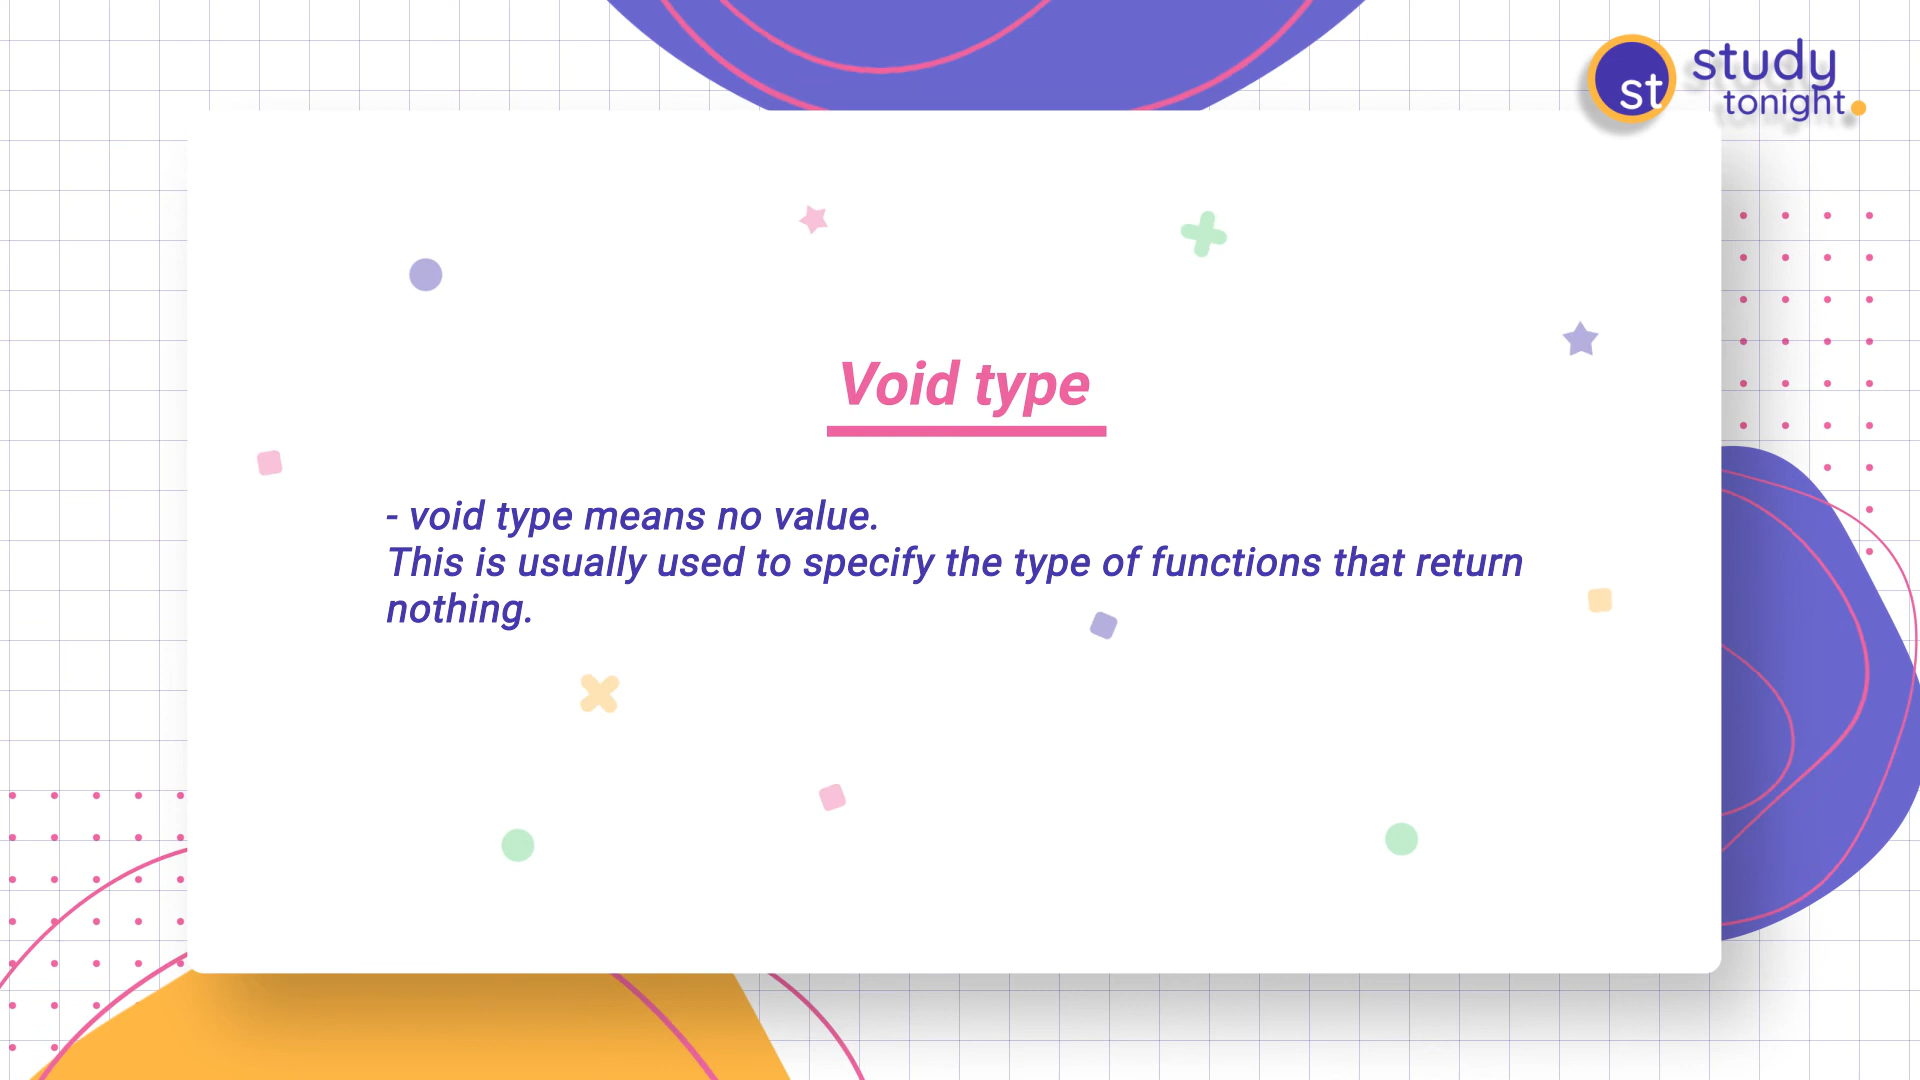 st
study
tonight
Void type
- void type means no value.
This is usually used to specify the type of functions that return
nothing.